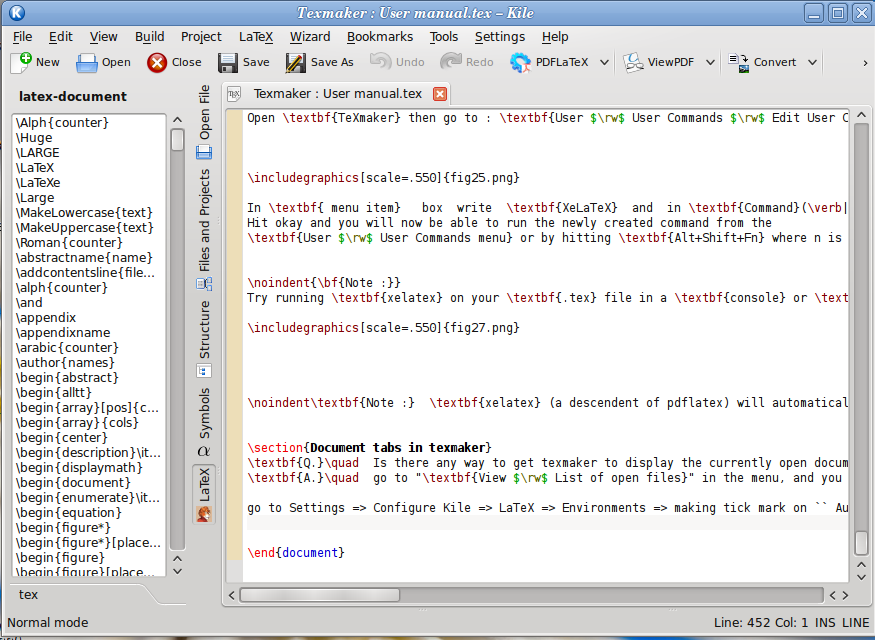 Texmaker : User manual.tex – Kile
File Edit View Build Project LaTeX Wizard Bookmarks Tools Settings Help
New Open Close Save Save As Undo Redo PDFLaTeX ViewPDF Convert
latex-document
\Alph{counter}
\Huge
\LARGE
\LaTeX
\LaTeXe
\Large
\MakeLowercase{text}
\MakeUppercase{text}
\Roman{counter}
\abstractname{name}
\addcontentsline{file...
\alph{counter}
\and
\appendix
\appendixname
\arabic{counter}
\author{names}
\begin{abstract}
\begin{alltt}
\begin{array}[pos]{c...
\begin{array}{cols}
\begin{center}
\begin{description}\it...
\begin{displaymath}
\begin{document}
\begin{enumerate}\it...
\begin{equation}
\begin{figure*}
\begin{figure*}[place...
\begin{figure}
\begin{figure}[place...
tex
Open File
Files and Projects
Structure
Symbols
α
LaTeX
Texmaker : User manual.tex
Open \textbf{TeXmaker} then go to : \textbf{User $\rw$ User Commands $\rw$ Edit User C
\includegraphics[scale=.550]{fig25.png}
In \textbf{ menu item} box write \textbf{XeLaTeX} and in \textbf{Command}(\verb|
Hit okay and you will now be able to run the newly created command from the
\textbf{User $\rw$ User Commands menu} or by hitting \textbf{Alt+Shift+Fn} where n is
\noindent{\bf{Note :}}
Try running \textbf{xelatex} on your \textbf{.tex} file in a \textbf{console} or \text
\includegraphics[scale=.550]{fig27.png}
\noindent\textbf{Note :} \textbf{xelatex} (a descendent of pdflatex) will automatical
\section{Document tabs in texmaker}
\textbf{Q.}\quad Is there any way to get texmaker to display the currently open docum
\textbf{A.}\quad go to "\textbf{View $\rw$ List of open files}" in the menu, and you
go to Settings => Configure Kile => LaTeX => Environments => making tick mark on `` Au
\end{document}
Normal mode
Line: 452 Col: 1 INS LINE